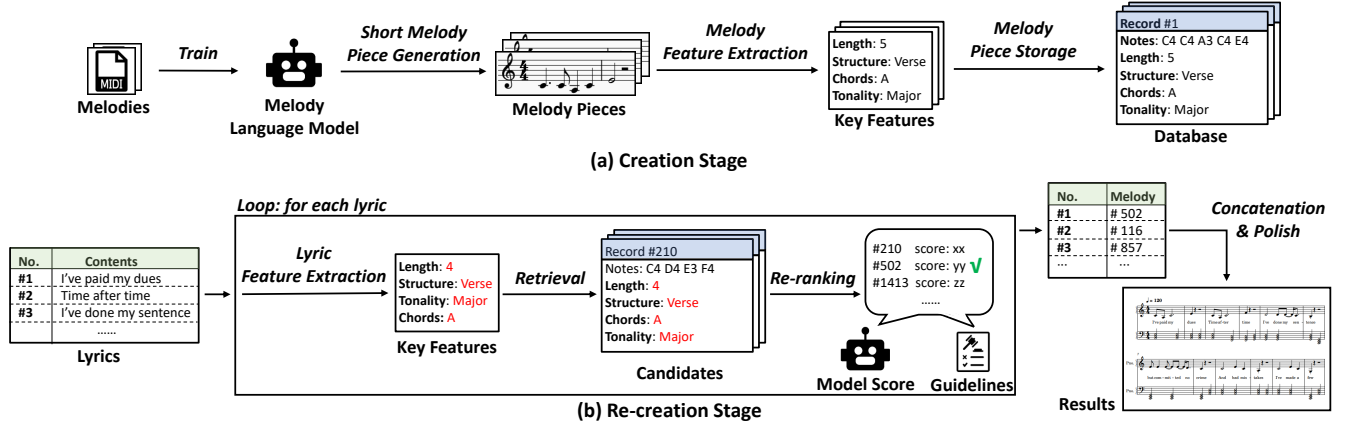 Train
Short Melody
Piece Generation
Melody
Feature Extraction
Melody
Piece Storage
MIDI
Melodies
Melody
Language Model
Melody Pieces
Length: 5
Structure: Verse
Chords: A
Tonality: Major
Key Features
Record #1
Notes: C4 C4 A3 C4 E4
Length: 5
Structure: Verse
Chords: A
Tonality: Major
Database
(a) Creation Stage
Loop: for each lyric
No. Contents
#1 I've paid my dues
#2 Time after time
#3 I've done my sentence
......
Lyrics
Lyric
Feature Extraction
Length: 4
Structure: Verse
Tonality: Major
Chords: A
Key Features
Retrieval
Record #210
Notes: C4 D4 E3 F4
Length: 4
Structure: Verse
Chords: A
Tonality: Major
Candidates
Re-ranking
#210 score: xx
#502 score: yy √
#1413 score: zz
......
Model Score
Guidelines
No. Melody
#1 # 502
#2 # 116
#3 # 857
... ...
Concatenation
& Polish
Results
(b) Re-creation Stage